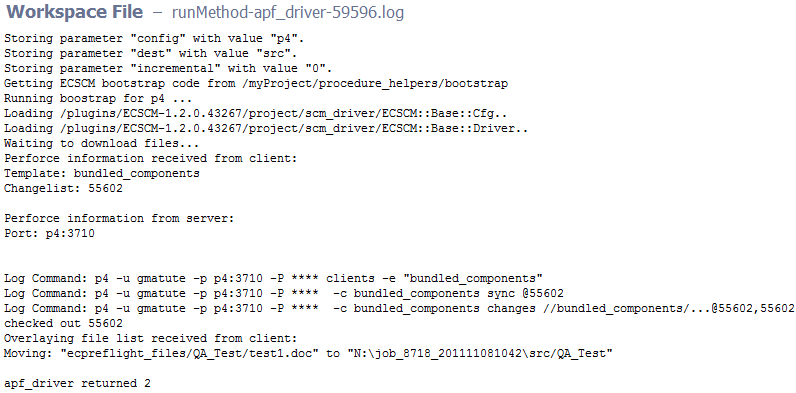 Workspace File – runMethod-apf_driver-59596.log
Storing parameter "config" with value "p4".
Storing parameter "dest" with value "src".
Storing parameter "incremental" with value "0".
Getting ECSCM bootstrap code from /myProject/procedure_helpers/bootstrap
Running boostrap for p4 ...
Loading /plugins/ECSCM-1.2.0.43267/project/scm_driver/ECSCM::Base::Cfg..
Loading /plugins/ECSCM-1.2.0.43267/project/scm_driver/ECSCM::Base::Driver..
Waiting to download files...
Perforce information received from client:
Template: bundled_components
Changelist: 55602
Perforce information from server:
Port: p4:3710
Log Command: p4 -u gmatute -p p4:3710 -P **** clients -e "bundled_components"
Log Command: p4 -u gmatute -p p4:3710 -P ****  -c bundled_components sync @55602
Log Command: p4 -u gmatute -p p4:3710 -P ****  -c bundled_components changes //bundled_components/...@55602,55602
checked out 55602
Overlaying file list received from client:
Moving: "ecpreflight_files/QA_Test/test1.doc" to "N:\job_8718_201111081042\src/QA_Test"
apf_driver returned 2